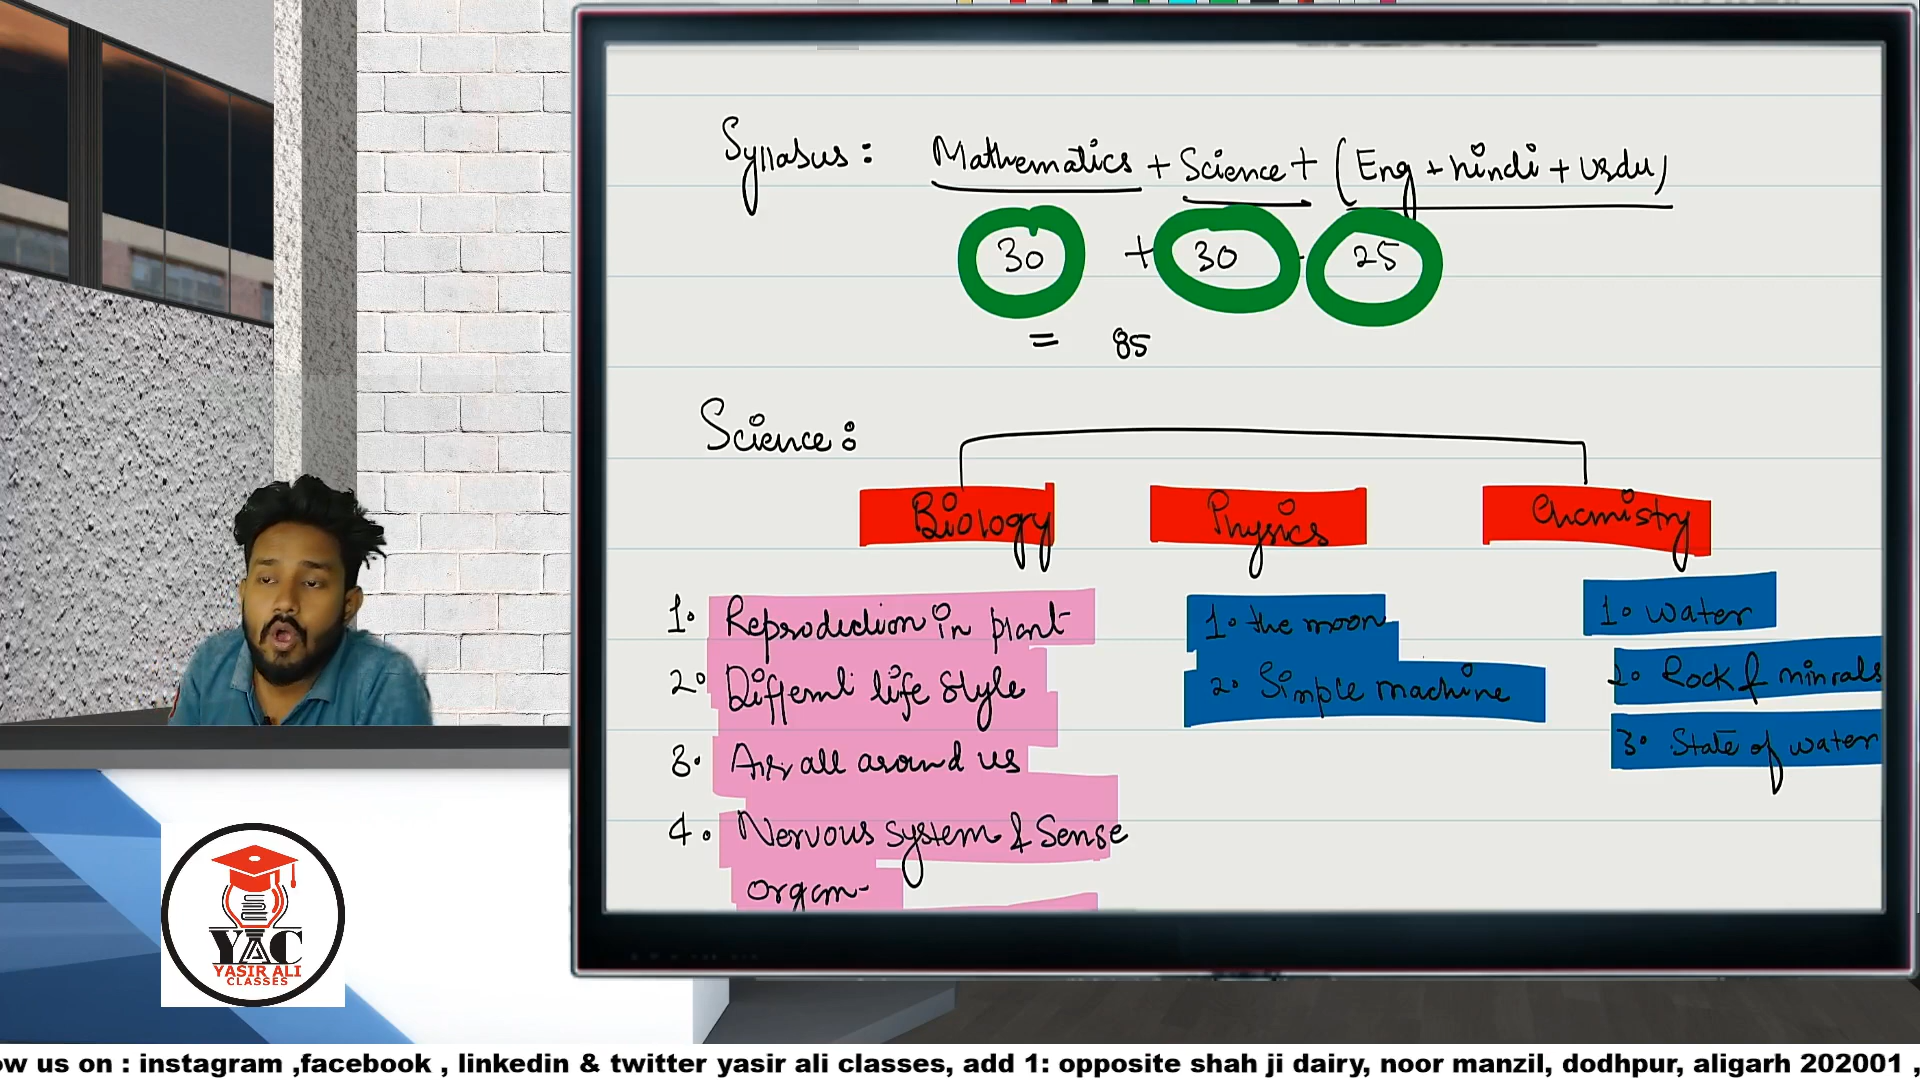 Syllabus : Mathematics + Science + (Eng + hindi + Urdu)
30 + 30 25
= 85
Science :
Biology Physics Chemistry
1. Reproduction in plant
2. Different life style
3. Air all around us
4. Nervous system & Sense
organ-
1. the moon
2. Simple machine
1. water
2. Rock & minrals
3. State of water
YAC
YASIR ALI
CLASSES
ow us on : instagram ,facebook , linkedin & twitter yasir ali classes, add 1: opposite shah ji dairy, noor manzil, dodhpur, aligarh 202001 ,